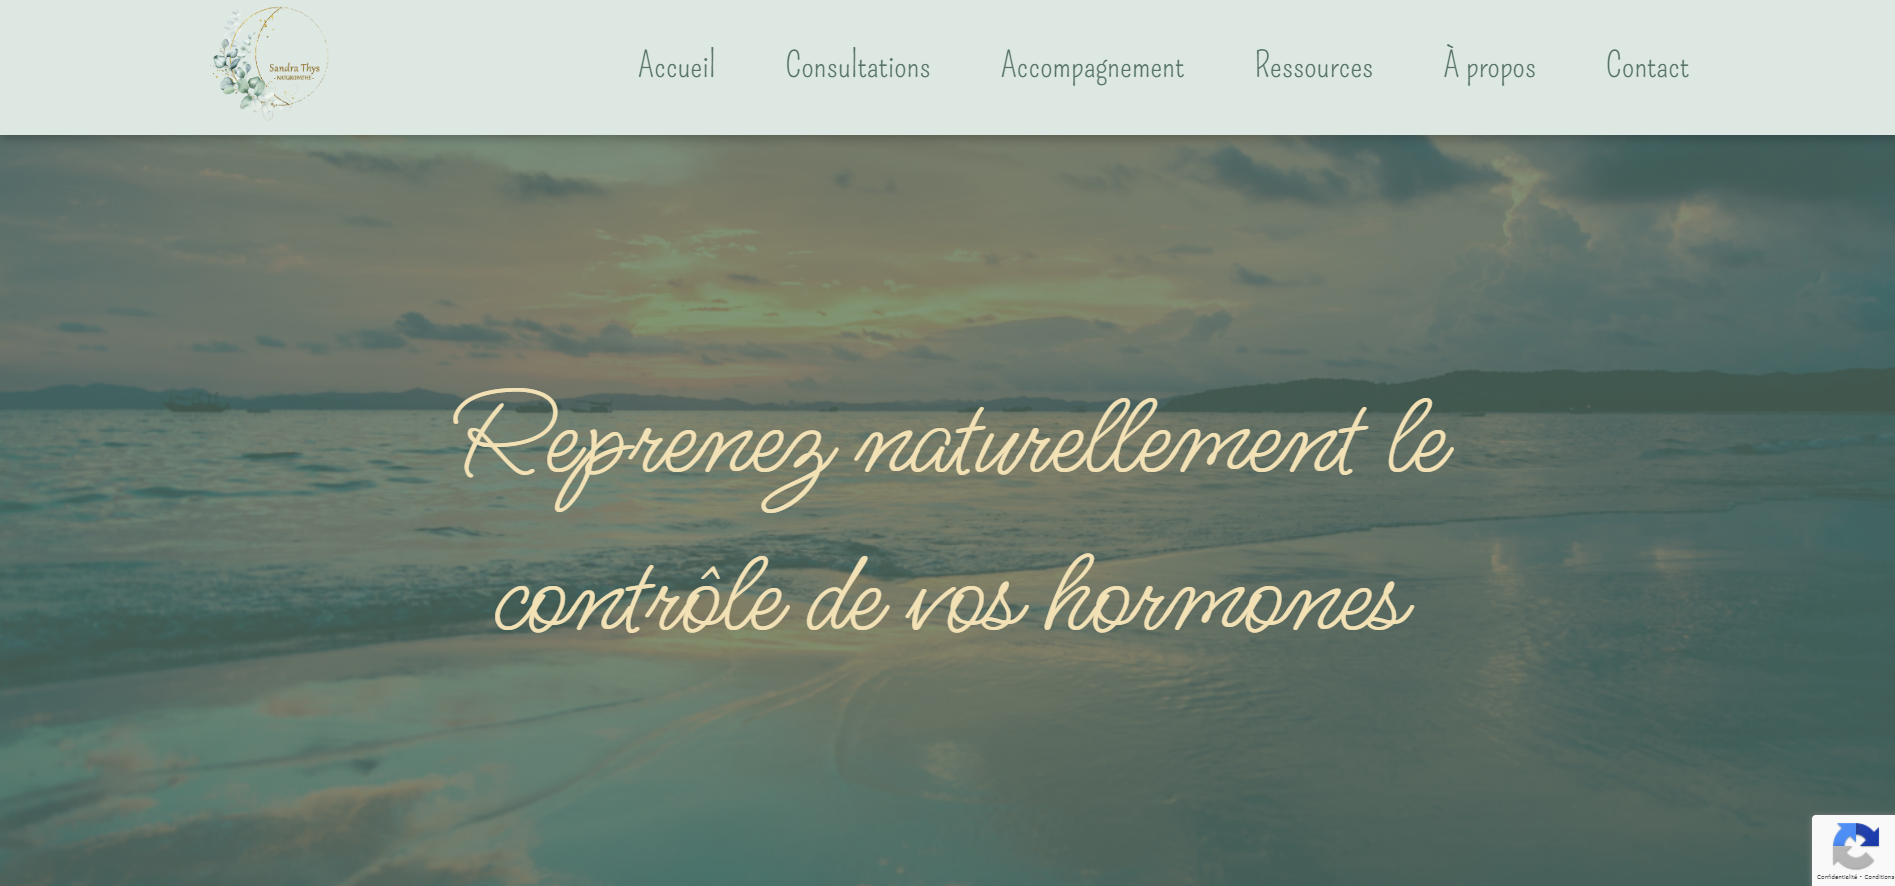 Sandra Thys
- NATUROPATHE -
Accueil
Consultations
Accompagnement
Ressources
À propos
Contact
Reprenez naturellement le
contrôle de vos hormones
Confidentialité - Conditions